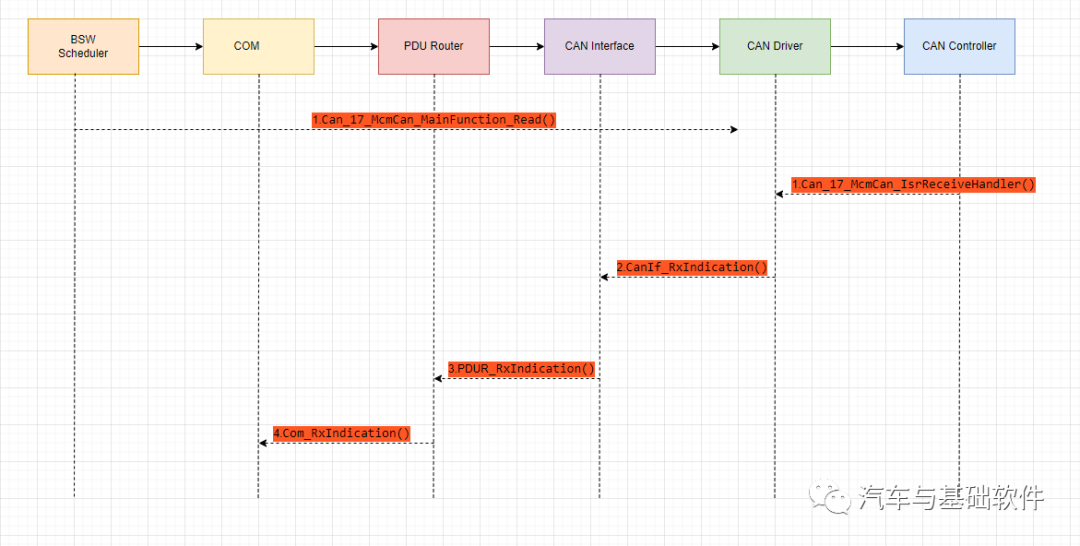 BSW
Scheduler
COM
PDU Router
CAN Interface
CAN Driver
CAN Controller
1.Can_17_McmCan_MainFunction_Read()
1.Can_17_McmCan_IsrReceiveHandler()
2.CanIf_RxIndication()
3.PDUR_RxIndication()
4.Com_RxIndication()
汽车与基础软件